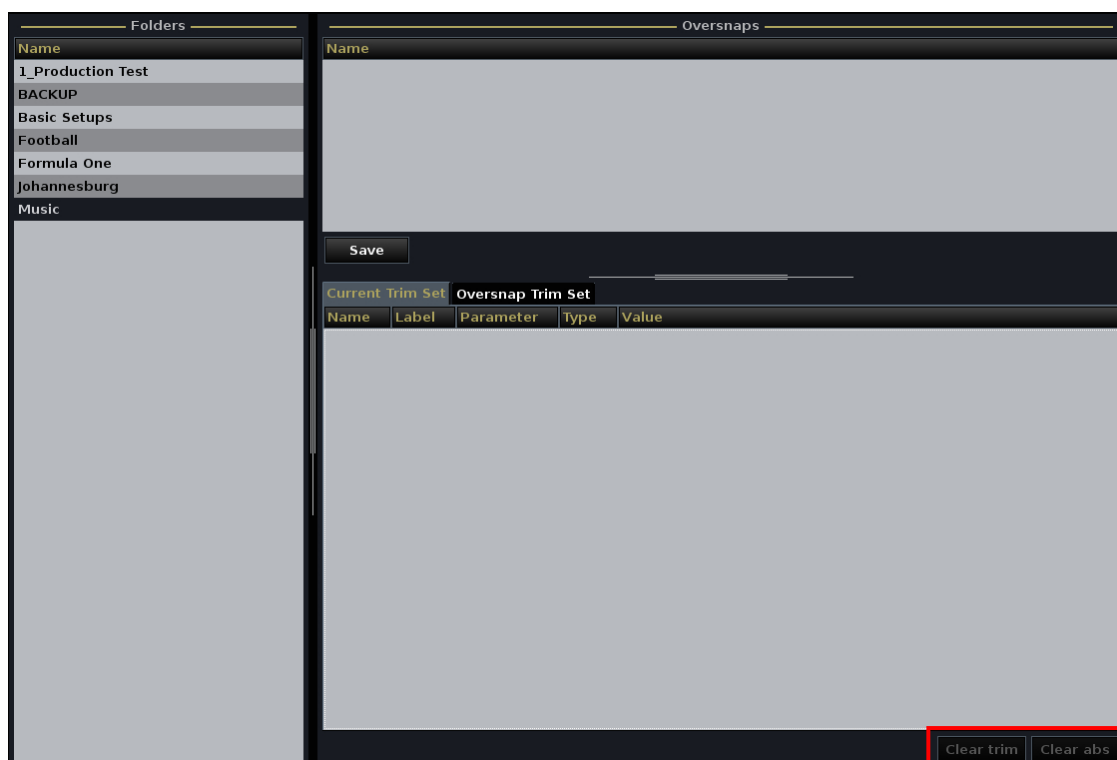 Folders
Name
1_Production Test
BACKUP
Basic Setups
Football
Formula One
Johannesburg
Music
Oversnaps
Name
Save
Current Trim Set Oversnap Trim Set
Name Label Parameter Type Value
Clear trim Clear abs